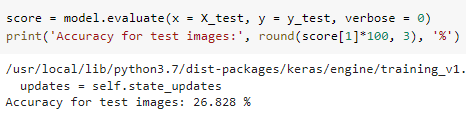 score = model.evaluate(x = X_test, y = y_test, verbose = 0)
print('Accuracy for test images:', round(score[1]*100, 3), '%')
/usr/local/lib/python3.7/dist-packages/keras/engine/training_v1.
updates = self.state_updates
Accuracy for test images: 26.828 %